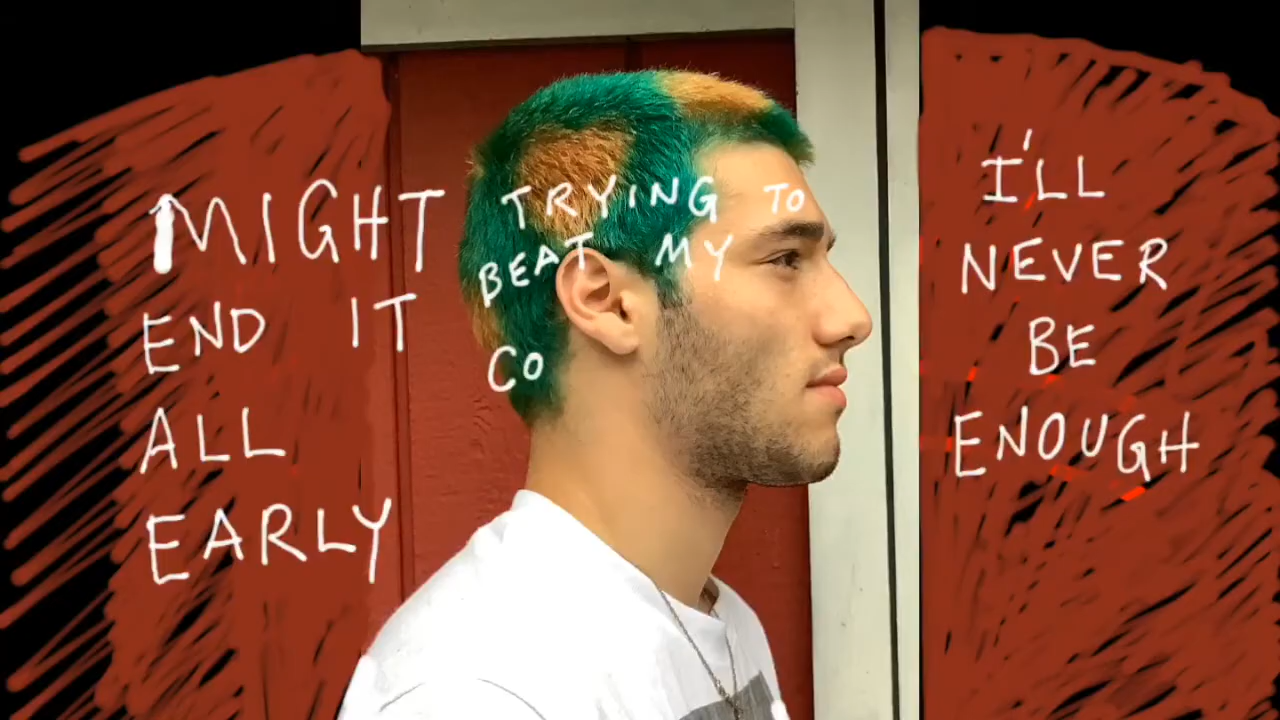 MIGHT
END IT
ALL
EARLY
TRYING TO
BEAT MY
CO
I'LL
NEVER
BE
ENOUGH